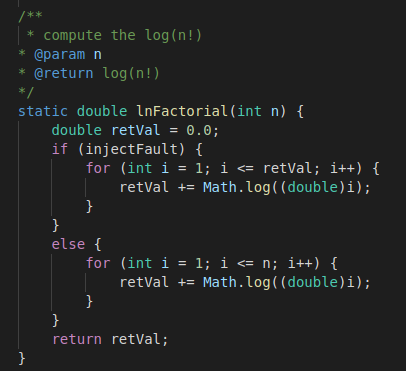 /**
 * compute the log(n!)
* @param n
* @return log(n!)
*/
static double lnFactorial(int n) {
    double retVal = 0.0;
    if (injectFault) {
        for (int i = 1; i <= retVal; i++) {
            retVal += Math.log((double)i);
        }
    }
    else {
        for (int i = 1; i <= n; i++) {
            retVal += Math.log((double)i);
        }
    }
    return retVal;
}